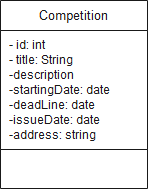 Competition
- id: int
- title: String
-description
-startingDate: date
-deadLine: date
-issueDate: date
-address: string